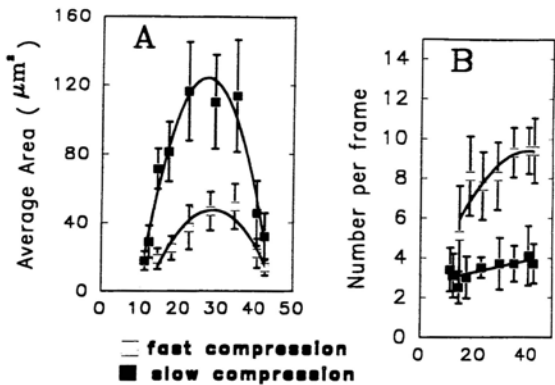 A
B
Average Area (μm²)
160
120
80
40
0
0 10 20 30 40 50
Number per frame
14
12
10
8
6
4
2
0
20 40
fast compression
slow compression